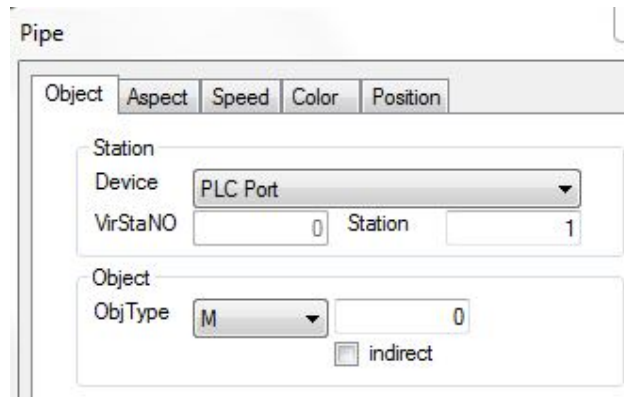 Pipe
Object Aspect Speed Color Position
Station
Device PLC Port
VirStaNO 0 Station 1
Object
ObjType M 0
indirect